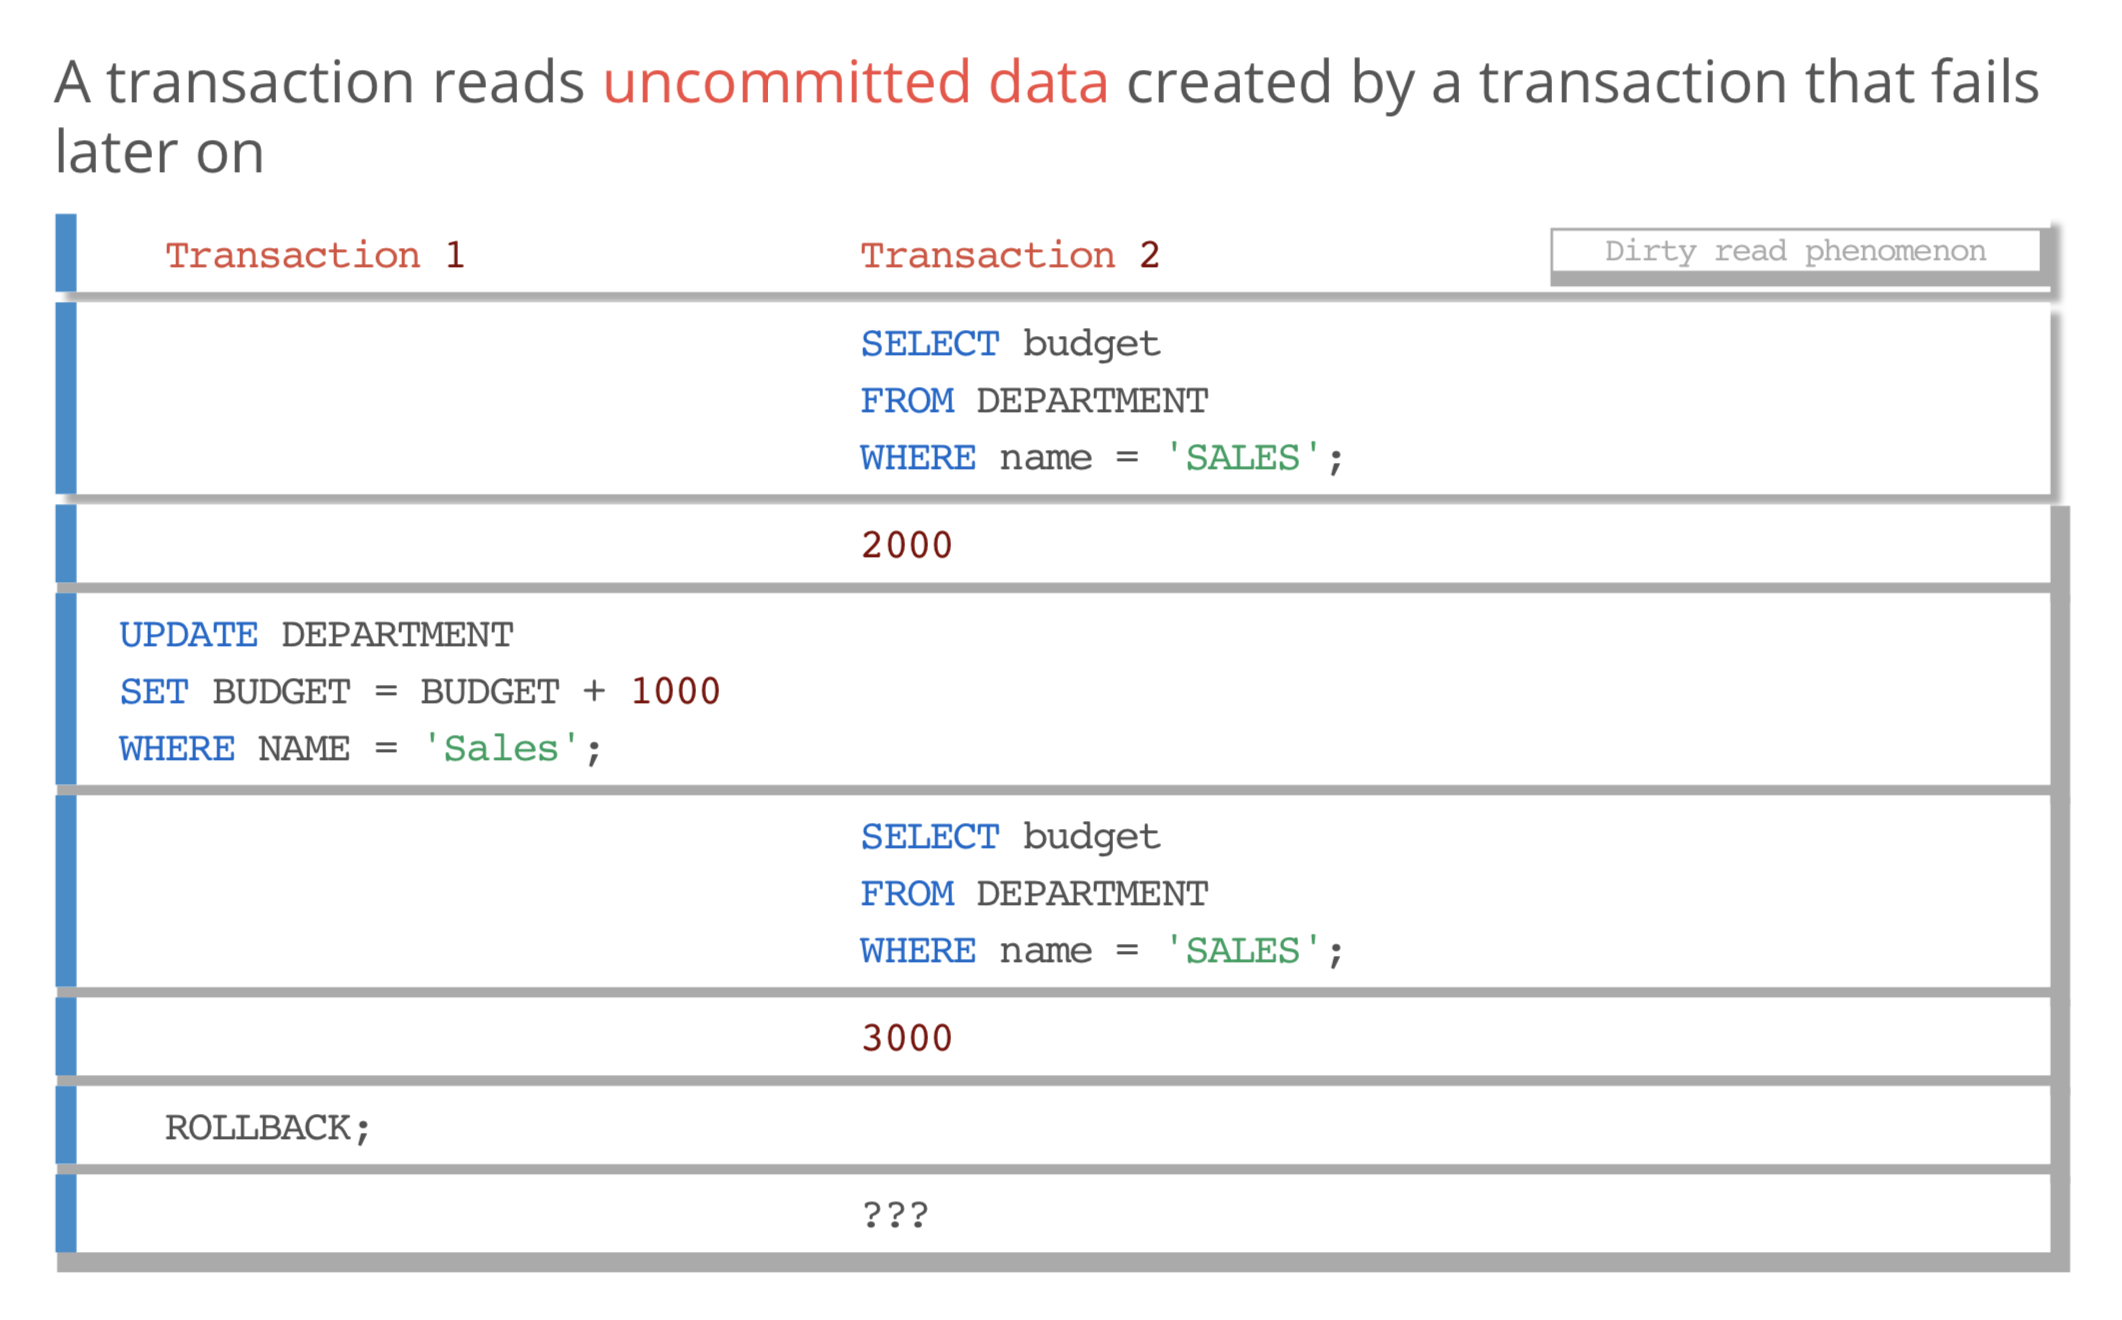 A transaction reads uncommitted data created by a transaction that fails
later on
Transaction 1 Transaction 2 Dirty read phenomenon
SELECT budget
FROM DEPARTMENT
WHERE name = 'SALES';
2000
UPDATE DEPARTMENT
SET BUDGET = BUDGET + 1000
WHERE NAME = 'Sales';
SELECT budget
FROM DEPARTMENT
WHERE name = 'SALES';
3000
ROLLBACK;
???